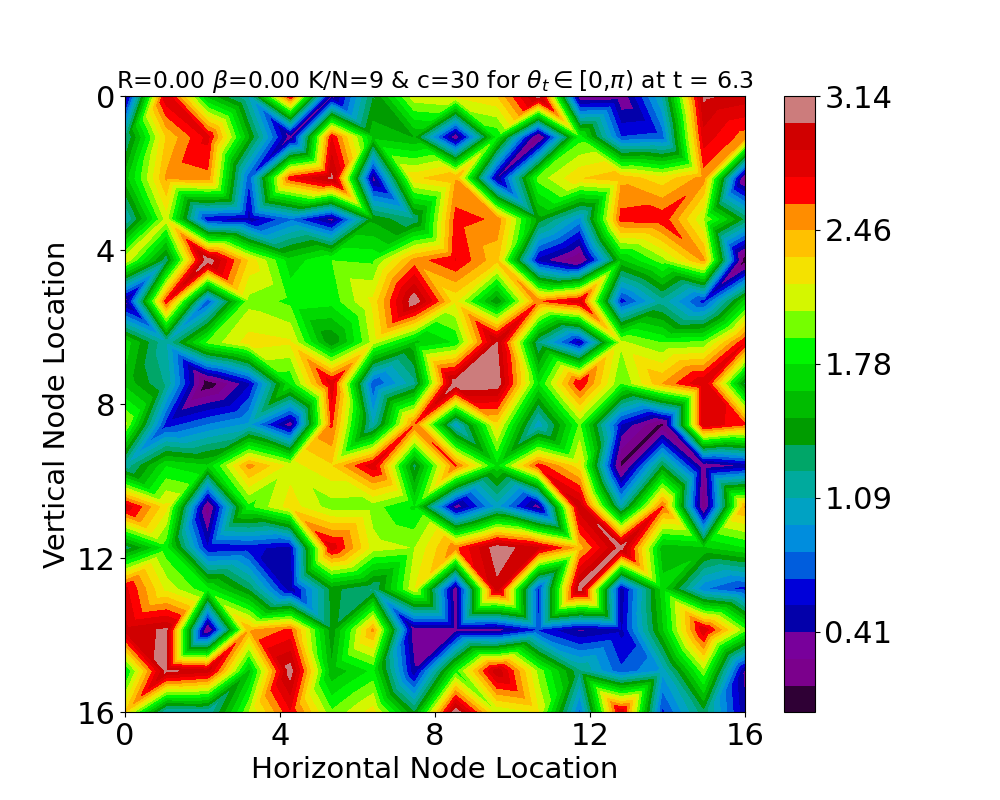 R=0.00 β=0.00 K/N=9 & c=30 for θₜ∈[0,π) at t = 6.3
0
4
8
12
16
Vertical Node Location
0 4 8 12 16
Horizontal Node Location
3.14
2.46
1.78
1.09
0.41